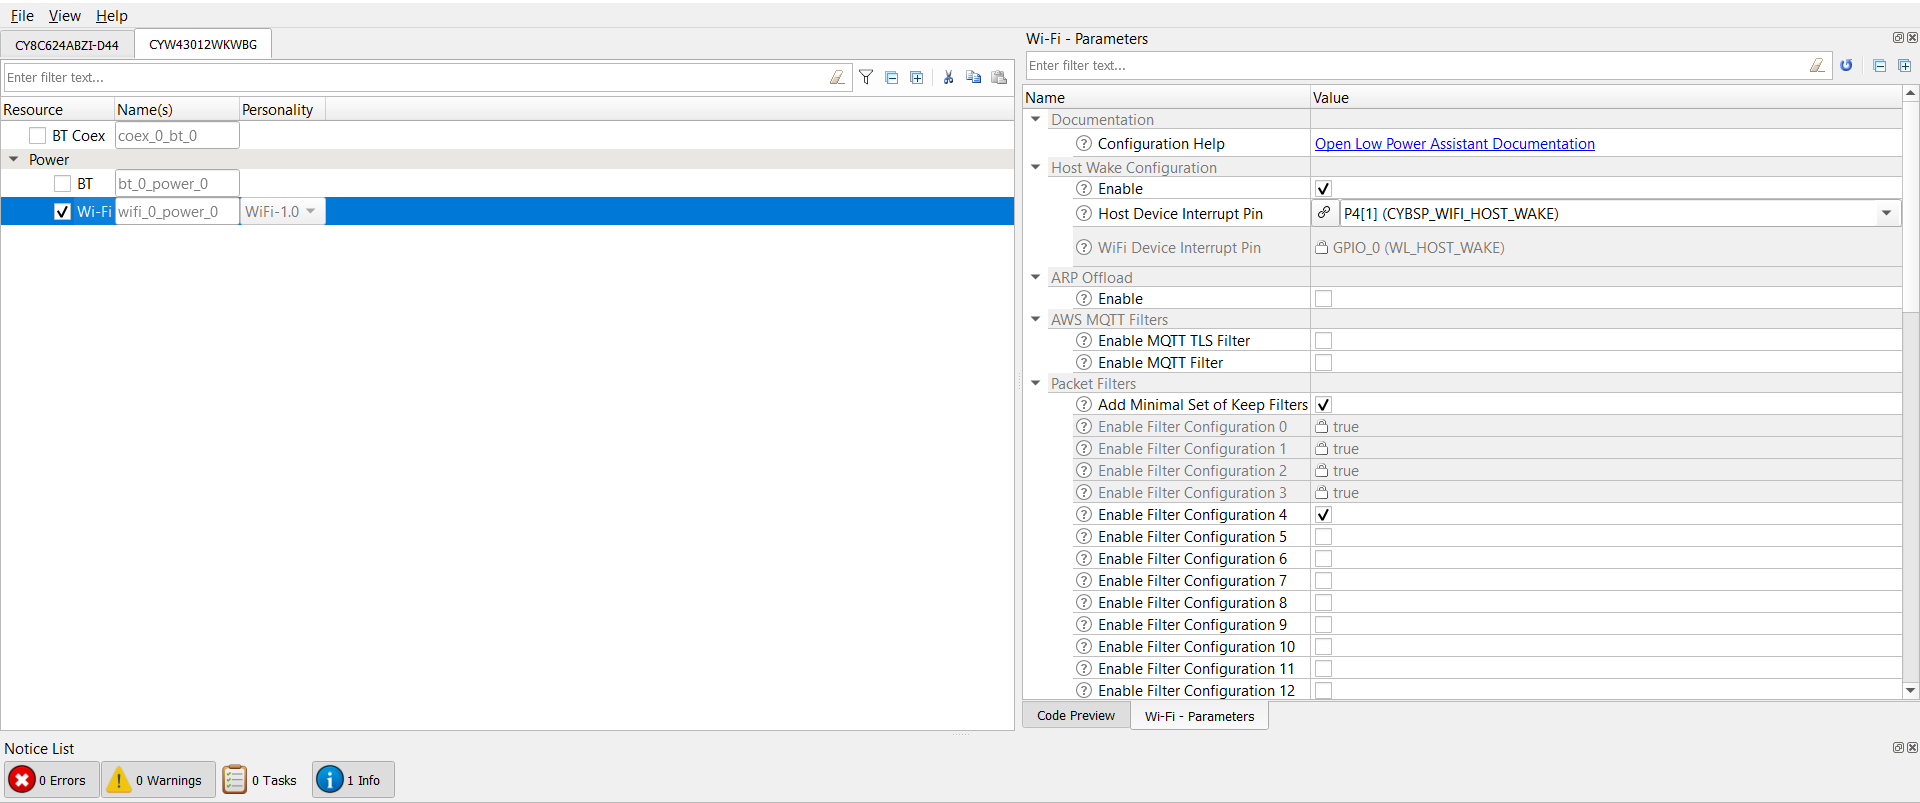 File View Help
CY8C624ABZI-D44 CYW43012WKWBG
Enter filter text...
Resource Name(s) Personality
BT Coex coex_0_bt_0
Power
BT bt_0_power_0
Wi-Fi wifi_0_power_0 WiFi-1.0
Wi-Fi - Parameters
Enter filter text...
Name Value
Documentation
? Configuration Help Open Low Power Assistant Documentation
Host Wake Configuration
? Enable
? Host Device Interrupt Pin P4[1] (CYBSP_WIFI_HOST_WAKE)
? WiFi Device Interrupt Pin GPIO_0 (WL_HOST_WAKE)
ARP Offload
? Enable
AWS MQTT Filters
? Enable MQTT TLS Filter
? Enable MQTT Filter
Packet Filters
? Add Minimal Set of Keep Filters
? Enable Filter Configuration 0 true
? Enable Filter Configuration 1 true
? Enable Filter Configuration 2 true
? Enable Filter Configuration 3 true
? Enable Filter Configuration 4
? Enable Filter Configuration 5
? Enable Filter Configuration 6
? Enable Filter Configuration 7
? Enable Filter Configuration 8
? Enable Filter Configuration 9
? Enable Filter Configuration 10
? Enable Filter Configuration 11
? Enable Filter Configuration 12
Code Preview Wi-Fi - Parameters
Notice List
0 Errors 0 Warnings 0 Tasks 1 Info